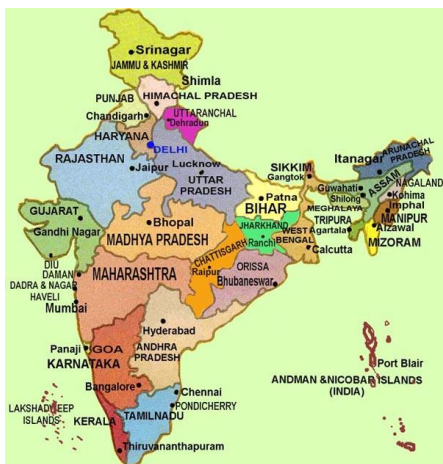 Srinagar
JAMMU & KASHMIR
Shimla
PUNJAB
HIMACHAL PRADESH
Chandigarh
UTTARANCHAL
Dehradun
HARYANA
DELHI
RAJASTHAN
Jaipur
Lucknow
UTTAR
PRADESH
SIKKIM
Gangtok
Itanagar
ARUNACHAL
PRADESH
ASSAM
NAGALAND
Guwahati
Shilong
Kohima
MEGHALAYA
Imphal
MANIPUR
TRIPURA
Agartala
Aizawal
MIZORAM
Patna
BIHAR
GUJARAT
Gandhi Nagar
Bhopal
MADHYA PRADESH
JHARKHAND
Ranchi
WEST
BENGAL
Calcutta
CHATTISGARH
Raipur
DIU
DAMAN
DADRA & NAGAR
HAVELI
MAHARASHTRA
ORISSA
Bhubaneswar
Mumbai
Hyderabad
ANDHRA
PRADESH
Panaji
GOA
KARNATAKA
Bangalore
Chennai
PONDICHERRY
LAKSHADWEEP
ISLANDS
KERALA
TAMILNADU
Thiruvananthapuram
Port Blair
ANDMAN &NICOBAR ISLANDS
(INDIA)